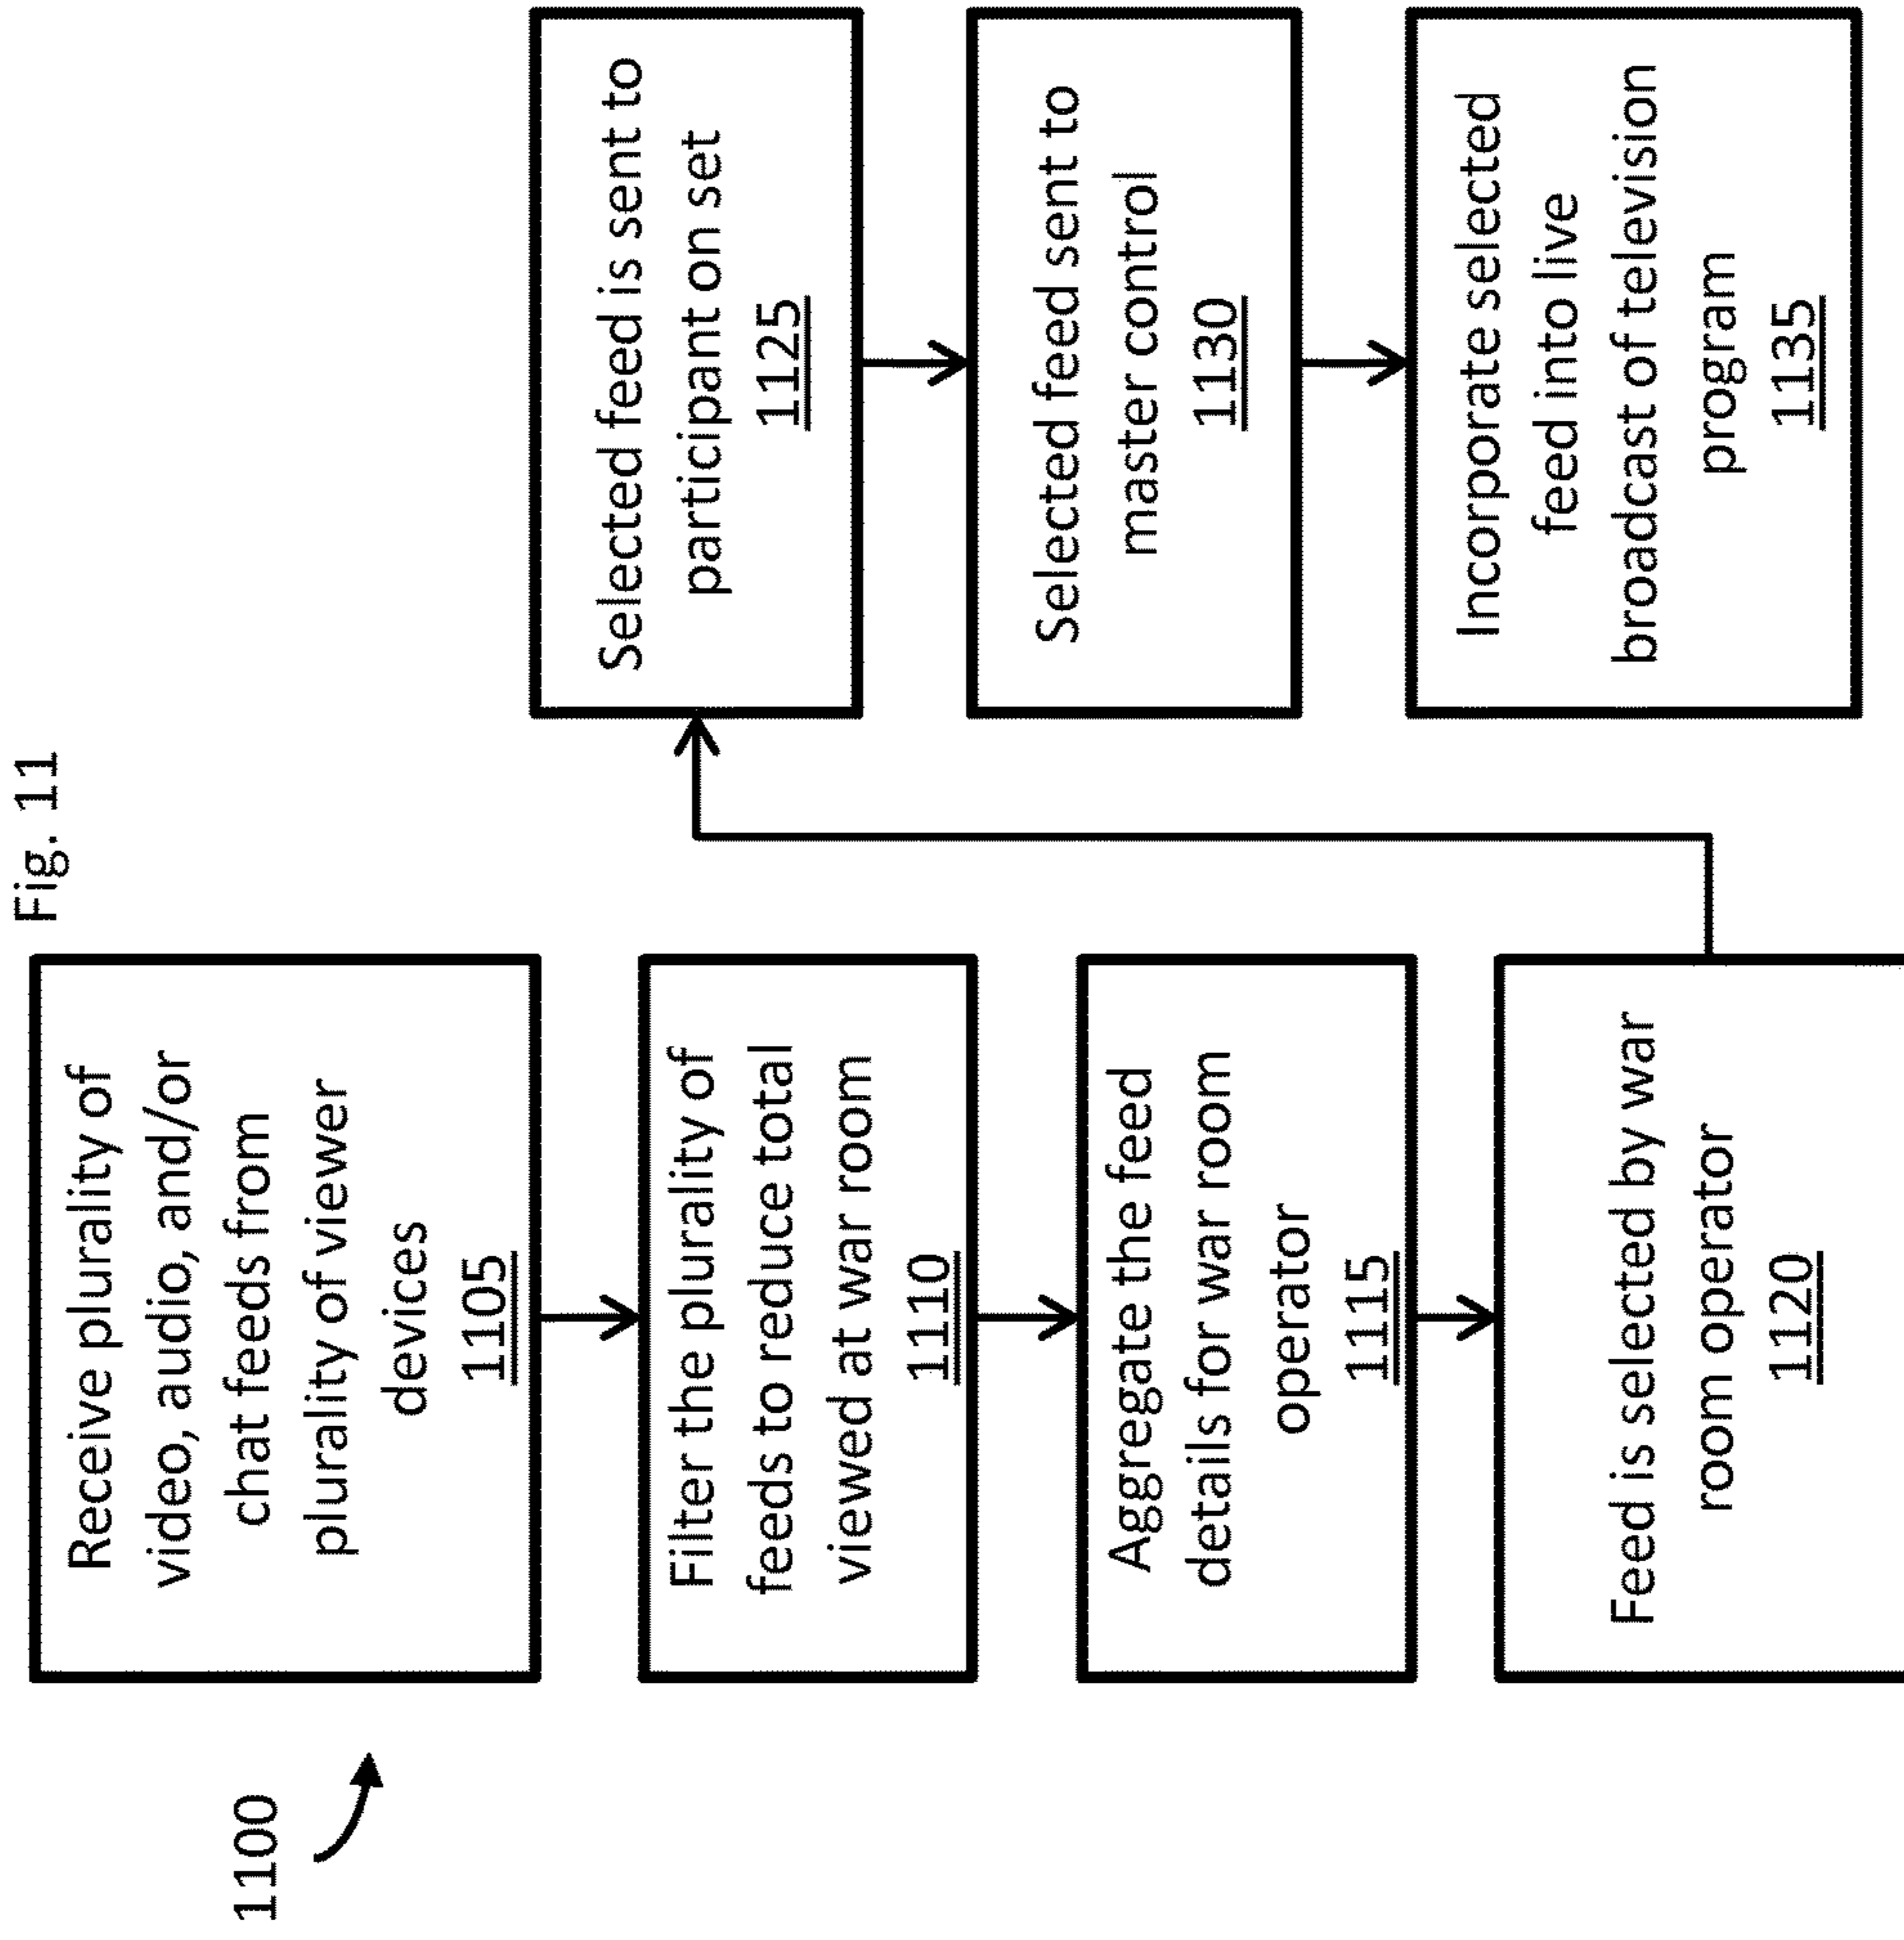 Fig. 11
1100
Receive plurality of
video, audio, and/or
chat feeds from
plurality of viewer
devices
1105
Filter the plurality of
feeds to reduce total
viewed at war room
1110
Aggregate the feed
details for war room
operator
1115
Feed is selected by war
room operator
1120
Selected feed is sent to
participant on set
1125
Selected feed sent to
master control
1130
Incorporate selected
feed into live
broadcast of television
program
1135